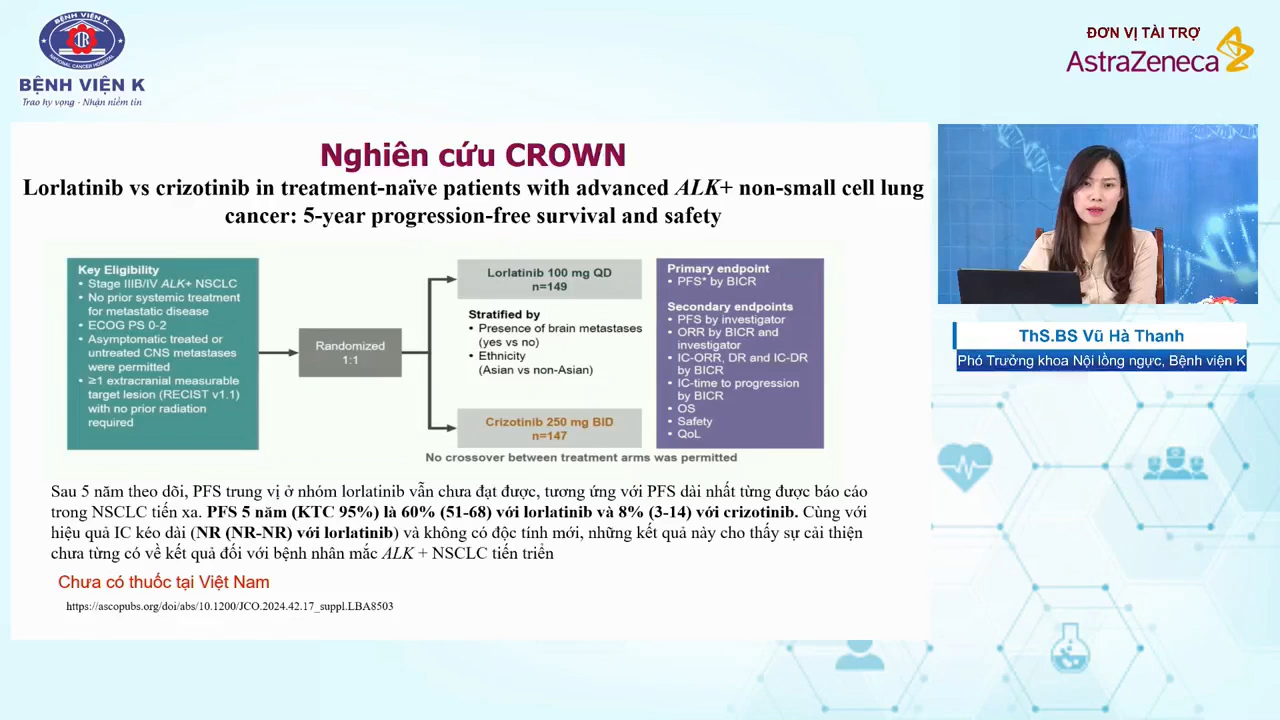 BỆNH VIỆN K
NATIONAL CANCER HOSPITAL
BỆNH VIỆN K
Trao hy vọng - Nhận niềm tin
ĐƠN VỊ TÀI TRỢ
AstraZeneca
Nghiên cứu CROWN
Lorlatinib vs crizotinib in treatment-naïve patients with advanced ALK+ non-small cell lung
cancer: 5-year progression-free survival and safety
Key Eligibility
• Stage IIIB/IV ALK+ NSCLC
• No prior systemic treatment
for metastatic disease
• ECOG PS 0-2
• Asymptomatic treated or
untreated CNS metastases
were permitted
• ≥1 extracranial measurable
target lesion (RECIST v1.1)
with no prior radiation
required
Randomized
1:1
Lorlatinib 100 mg QD
n=149
Stratified by
• Presence of brain metastases
(yes vs no)
• Ethnicity
(Asian vs non-Asian)
Crizotinib 250 mg BID
n=147
No crossover between treatment arms was permitted
Primary endpoint
• PFS* by BICR
Secondary endpoints
• PFS by investigator
• ORR by BICR and
investigator
• IC-ORR, DR and IC-DR
by BICR
• IC-time to progression
by BICR
• OS
• Safety
• QoL
Sau 5 năm theo dõi, PFS trung vị ở nhóm lorlatinib vẫn chưa đạt được, tương ứng với PFS dài nhất từng được báo cáo
trong NSCLC tiến xa. PFS 5 năm (KTC 95%) là 60% (51-68) với lorlatinib và 8% (3-14) với crizotinib. Cùng với
hiệu quả IC kéo dài (NR (NR-NR) với lorlatinib) và không có độc tính mới, những kết quả này cho thấy sự cải thiện
chưa từng có về kết quả đối với bệnh nhân mắc ALK + NSCLC tiến triển
Chưa có thuốc tại Việt Nam
https://ascopubs.org/doi/abs/10.1200/JCO.2024.42.17_suppl.LBA8503
ThS.BS Vũ Hà Thanh
Phó Trưởng khoa Nội lồng ngực, Bệnh viện K